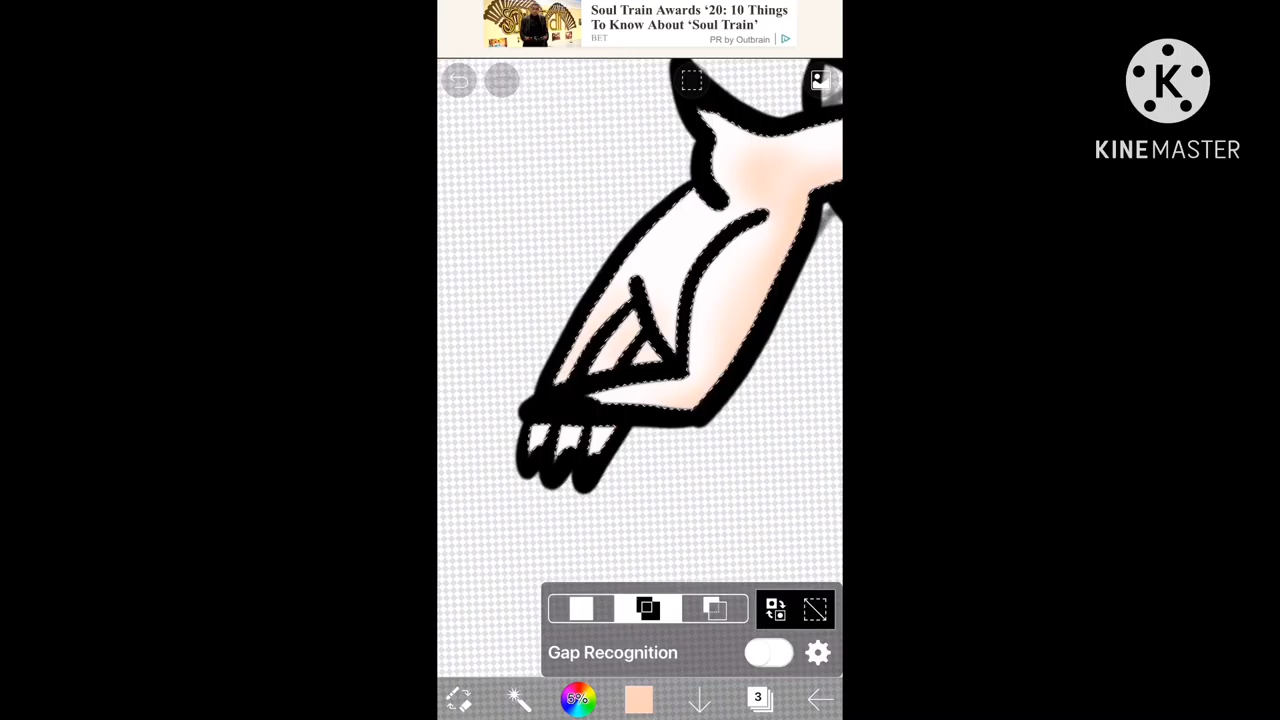 Soul Train Awards ‘20: 10 Things
To Know About ‘Soul Train’
BET
PR by Outbrain
K
KINEMASTER
Gap Recognition
5%
3